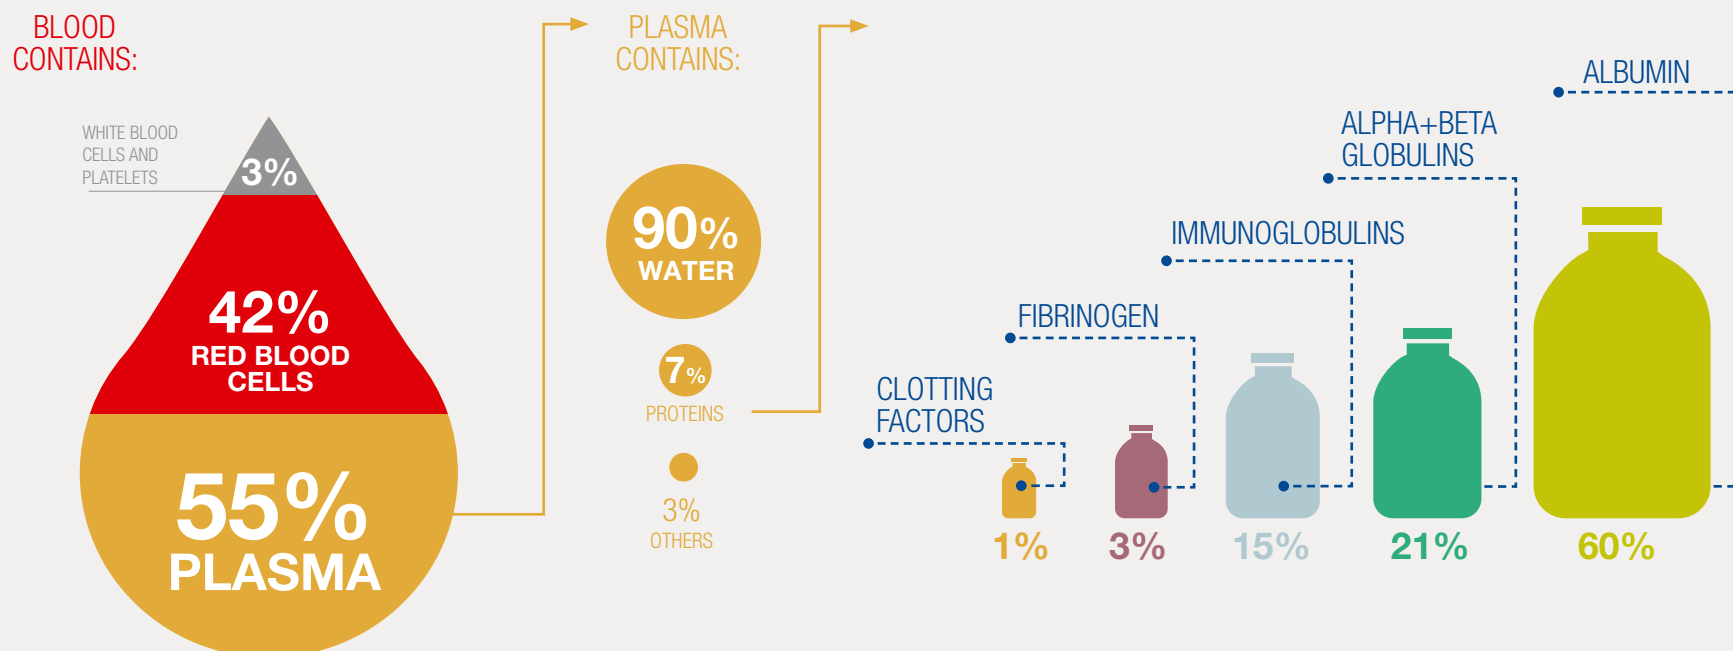 BLOOD
CONTAINS:
WHITE BLOOD
CELLS AND
PLATELETS
3%
42%
RED BLOOD
CELLS
55%
PLASMA
PLASMA
CONTAINS:
90%
WATER
7%
PROTEINS
3%
OTHERS
CLOTTING
FACTORS
1%
FIBRINOGEN
3%
IMMUNOGLOBULINS
15%
ALPHA+BETA
GLOBULINS
21%
ALBUMIN
60%